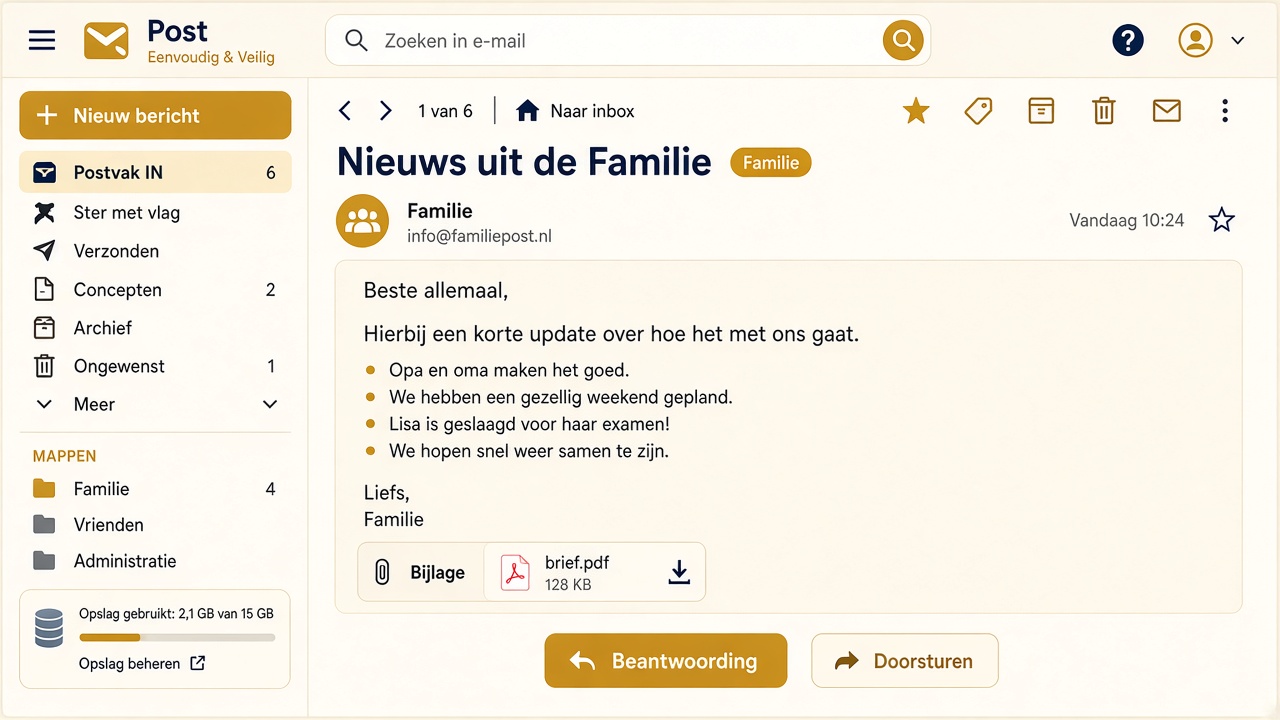 Post
Eenvoudig & Veilig
Zoeken in e-mail
?
Nieuw bericht
Postvak IN 6
Ster met vlag
Verzonden
Concepten 2
Archief
Ongewenst 1
Meer
MAPPEN
Familie 4
Vrienden
Administratie
Opslag gebruikt: 2,1 GB van 15 GB
Opslag beheren
1 van 6
Naar inbox
Nieuws uit de Familie
Familie
Familie
info@familiepost.nl
Vandaag 10:24
Beste allemaal,
Hierbij een korte update over hoe het met ons gaat.
Opa en oma maken het goed.
We hebben een gezellig weekend gepland.
Lisa is geslaagd voor haar examen!
We hopen snel weer samen te zijn.
Liefs,
Familie
Bijlage
brief.pdf
128 KB
Beantwoording
Doorsturen